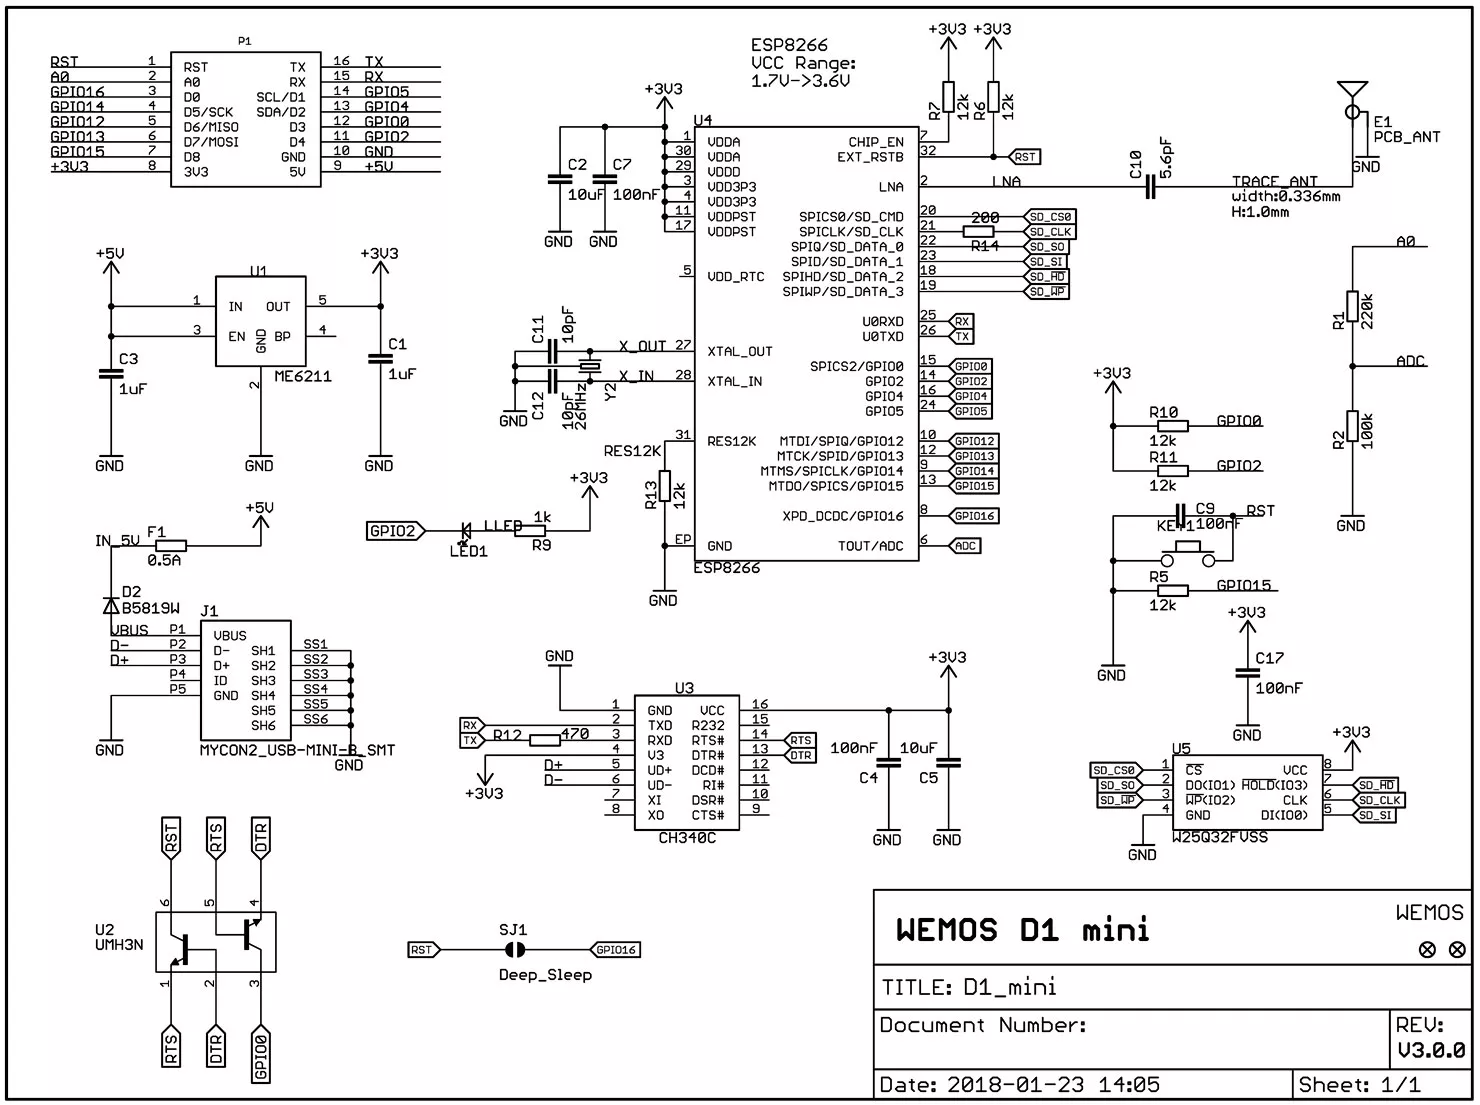 P1
RST 1 RST TX 16 TX
A0 2 A0 RX 15 RX
GPIO16 3 D0 SCL/D1 14 GPIO5
GPIO14 4 D5/SCK SDA/D2 13 GPIO4
GPIO12 5 D6/MISO D3 12 GPIO0
GPIO13 6 D7/MOSI D4 11 GPIO2
GPIO15 7 D8 GND 10 GND
+3V3 8 3V3 5V 9 +5V
ESP8266
VCC Range:
1.7V->3.6V
+3V3 +3V3
R7 12k
R6 12k
+3V3
U4
C2 10uF
C7 100nF
GND GND
1 VDDA
30 VDDA
29 VDDD
3 VDD3P3
4 VDD3P3
11 VDDPST
17 VDDPST
5 VDD_RTC
X_OUT 27 XTAL_OUT
X_IN 28 XTAL_IN
31 RES12K
EP GND
CHIP_EN 7
EXT_RSTB 32 RST
LNA 2 LNA
SPICS0/SD_CMD 20 SD_CS0
SPICLK/SD_CLK 21 200 R14 SD_CLK
SPIQ/SD_DATA_0 22 SD_SO
SPID/SD_DATA_1 23 SD_SI
SPIHD/SD_DATA_2 18 SD_HD
SPIWP/SD_DATA_3 19 SD_WP
U0RXD 25 RX
U0TXD 26 TX
SPICS2/GPIO0 15 GPIO0
GPIO2 14 GPIO2
GPIO4 16 GPIO4
GPIO5 24 GPIO5
MTDI/SPIQ/GPIO12 10 GPIO12
MTCK/SPID/GPIO13 12 GPIO13
MTMS/SPICLK/GPIO14 9 GPIO14
MTDO/SPICS/GPIO15 13 GPIO15
XPD_DCDC/GPIO16 8 GPIO16
TOUT/ADC 6 ADC
ESP8266
C11 10pF
C12 10pF
26MHz
Y2
GND
RES12K
R13 12k
GND
C10 5.6pF
E1
PCB_ANT
GND
TRACE_ANT
width:0.336mm
H:1.0mm
A0
R1 220k
ADC
R2 100k
GND
+5V
U1
+3V3
1 IN OUT 5
3 EN GND BP 4
2
ME6211
C3
1uF
C1
1uF
GND GND GND
GPIO2
LED1
LLED
1k
R9
+3V3
+5V
IN_5V
F1
0.5A
D2
B5819W
J1
VBUS P1 VBUS
D- P2 D- SH1 SS1
D+ P3 D+ SH2 SS2
P4 ID SH3 SS3
P5 GND SH4 SS4
SH5 SS5
SH6 SS6
MYCON2_USB-MINI-B_SMT
GND
GND
+3V3
R10
12k
GPIO0
R11
12k
GPIO2
C9
100nF
RST
KEY1
R5
12k
GPIO15
GND
+3V3
C17
100nF
GND
GND
U3
+3V3
1 GND VCC 16
RX 2 TXD R232 15
TX R12 470 3 RXD RTS# 14 RTS
4 V3 DTR# 13 DTR
D+ 5 UD+ DCD# 12
D- 6 UD- RI# 11
7 XI DSR# 10
8 XO CTS# 9
+3V3
CH340C
100nF
C4
10uF
C5
GND GND
U5
+3V3
SD_CS0 1 CS VCC 8
SD_SO 2 DO(IO1) HOLD(IO3) 7 SD_HD
SD_WP 3 WP(IO2) CLK 6 SD_CLK
4 GND DI(IO0) 5 SD_SI
W25Q32FVSS
GND
RST RTS DTR
6 5 4
U2
UMH3N
1 2 3
RTS DTR GPIO0
SJ1
RST GPIO16
Deep_Sleep
WEMOS D1 mini
WEMOS
TITLE: D1_mini
Document Number:
REV:
V3.0.0
Date: 2018-01-23 14:05
Sheet: 1/1